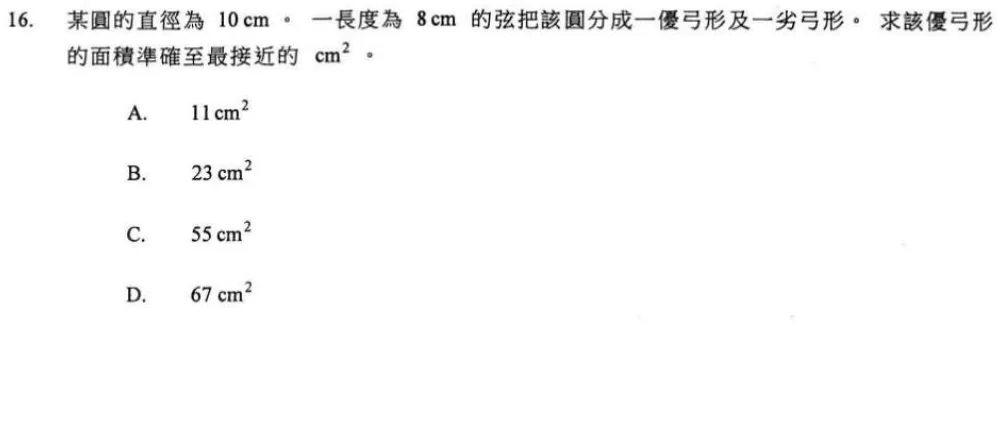 16. 某圓的直徑為 10 cm。 一長度為 8 cm 的弦把該圓分成一優弓形及一劣弓形。 求該優弓形
的面積準確至最接近的 cm²。
A. 11 cm²
B. 23 cm²
C. 55 cm²
D. 67 cm²